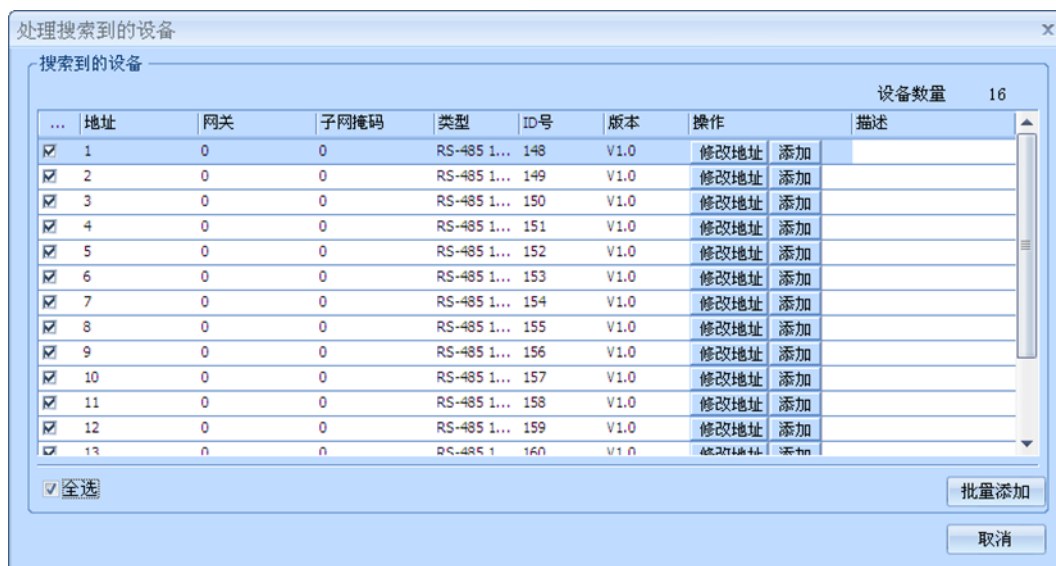 处理搜索到的设备
搜索到的设备
设备数量 16
... 地址 网关 子网掩码 类型 ID号 版本 操作 描述
1 0 0 RS-485 1... 148 V1.0 修改地址 添加
2 0 0 RS-485 1... 149 V1.0 修改地址 添加
3 0 0 RS-485 1... 150 V1.0 修改地址 添加
4 0 0 RS-485 1... 151 V1.0 修改地址 添加
5 0 0 RS-485 1... 152 V1.0 修改地址 添加
6 0 0 RS-485 1... 153 V1.0 修改地址 添加
7 0 0 RS-485 1... 154 V1.0 修改地址 添加
8 0 0 RS-485 1... 155 V1.0 修改地址 添加
9 0 0 RS-485 1... 156 V1.0 修改地址 添加
10 0 0 RS-485 1... 157 V1.0 修改地址 添加
11 0 0 RS-485 1... 158 V1.0 修改地址 添加
12 0 0 RS-485 1... 159 V1.0 修改地址 添加
13 0 0 RS-485 1 160 V1.0 修改地址 添加
全选
批量添加
取消